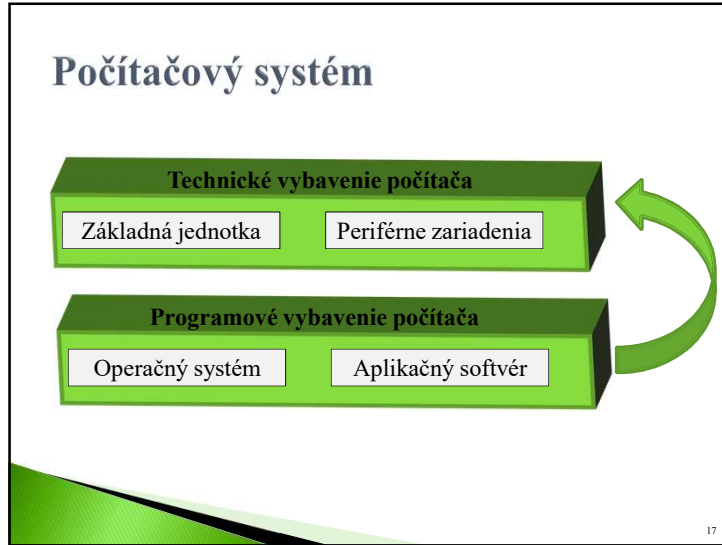 Počítačový systém
Technické vybavenie počítača
Základná jednotka
Periférne zariadenia
Programové vybavenie počítača
Operačný systém
Aplikačný softvér
17